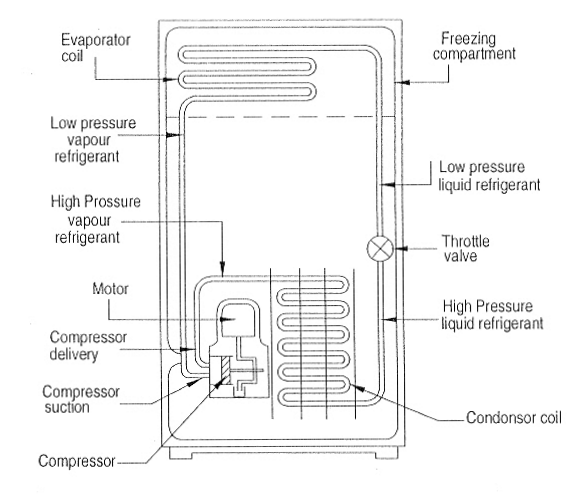 Evaporator
coil
Freezing
compartment
Low pressure
vapour
refrigerant
Low pressure
liquid refrigerant
High Prossure
vapour
refrigerant
Throttle
valve
Motor
High Pressure
liquid refrigerant
Compressor
delivery
Compressor
suction
Condonsor coil
Compressor